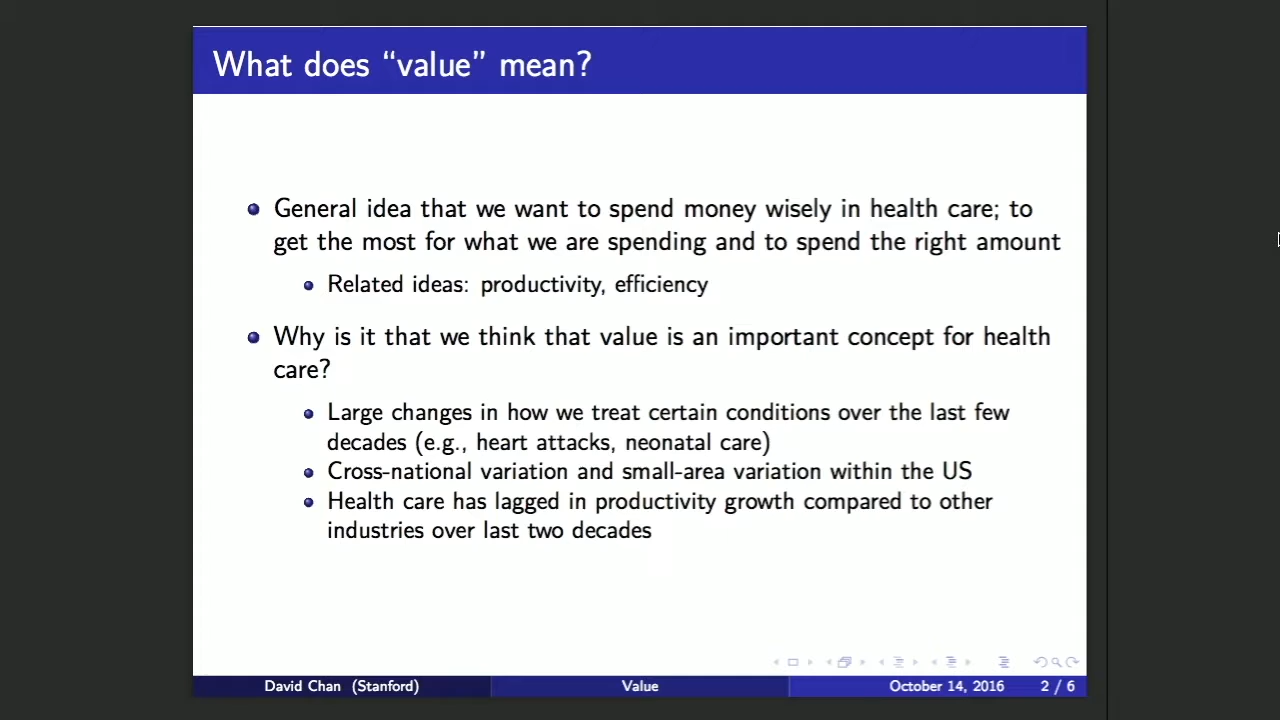 What does “value” mean?
General idea that we want to spend money wisely in health care; to
get the most for what we are spending and to spend the right amount
Related ideas: productivity, efficiency
Why is it that we think that value is an important concept for health
care?
Large changes in how we treat certain conditions over the last few
decades (e.g., heart attacks, neonatal care)
Cross-national variation and small-area variation within the US
Health care has lagged in productivity growth compared to other
industries over last two decades
David Chan (Stanford) Value October 14, 2016 2 / 6